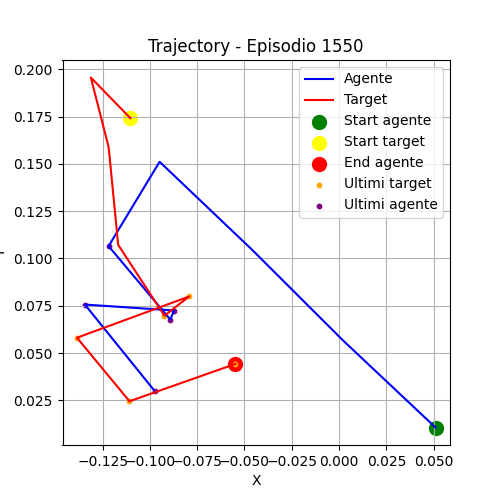 Trajectory - Episodio 1550
0.200
0.175
0.150
0.125
0.100
0.075
0.050
0.025
Agente
Target
Start agente
Start target
End agente
Ultimi target
Ultimi agente
−0.125 −0.100 −0.075 −0.050 −0.025 0.000 0.025 0.050
X